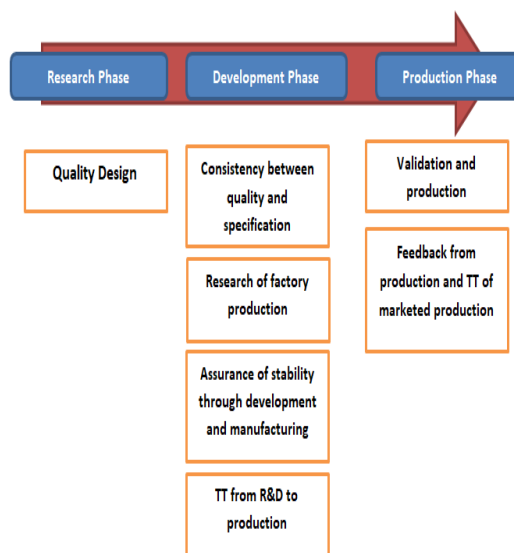 Research Phase
Development Phase
Production Phase
Quality Design
Consistency between
quality and
specification
Research of factory
production
Assurance of stability
through development
and manufacturing
TT from R&D to
production
Validation and
production
Feedback from
production and TT of
marketed production